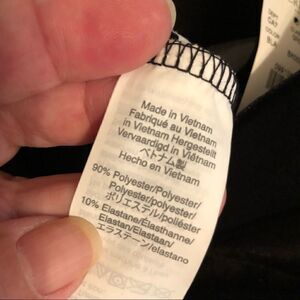 Made in Vietnam
Fabriqué au Vietnam
in Vietnam Hergestellt
Vervaardigd in Viëtnam
ベトナム製
Hecho en Vietnam
90% Polyester/Polyester/
Polyester/polyester/
ポリエステル/poliéster
10% Elastane/Élasthanne/
Elastan/Elastaan/
エラステーン/elastano